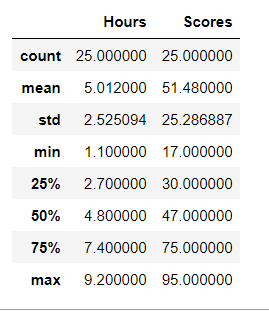 Hours Scores
count 25.000000 25.000000
mean 5.012000 51.480000
std 2.525094 25.286887
min 1.100000 17.000000
25% 2.700000 30.000000
50% 4.800000 47.000000
75% 7.400000 75.000000
max 9.200000 95.000000